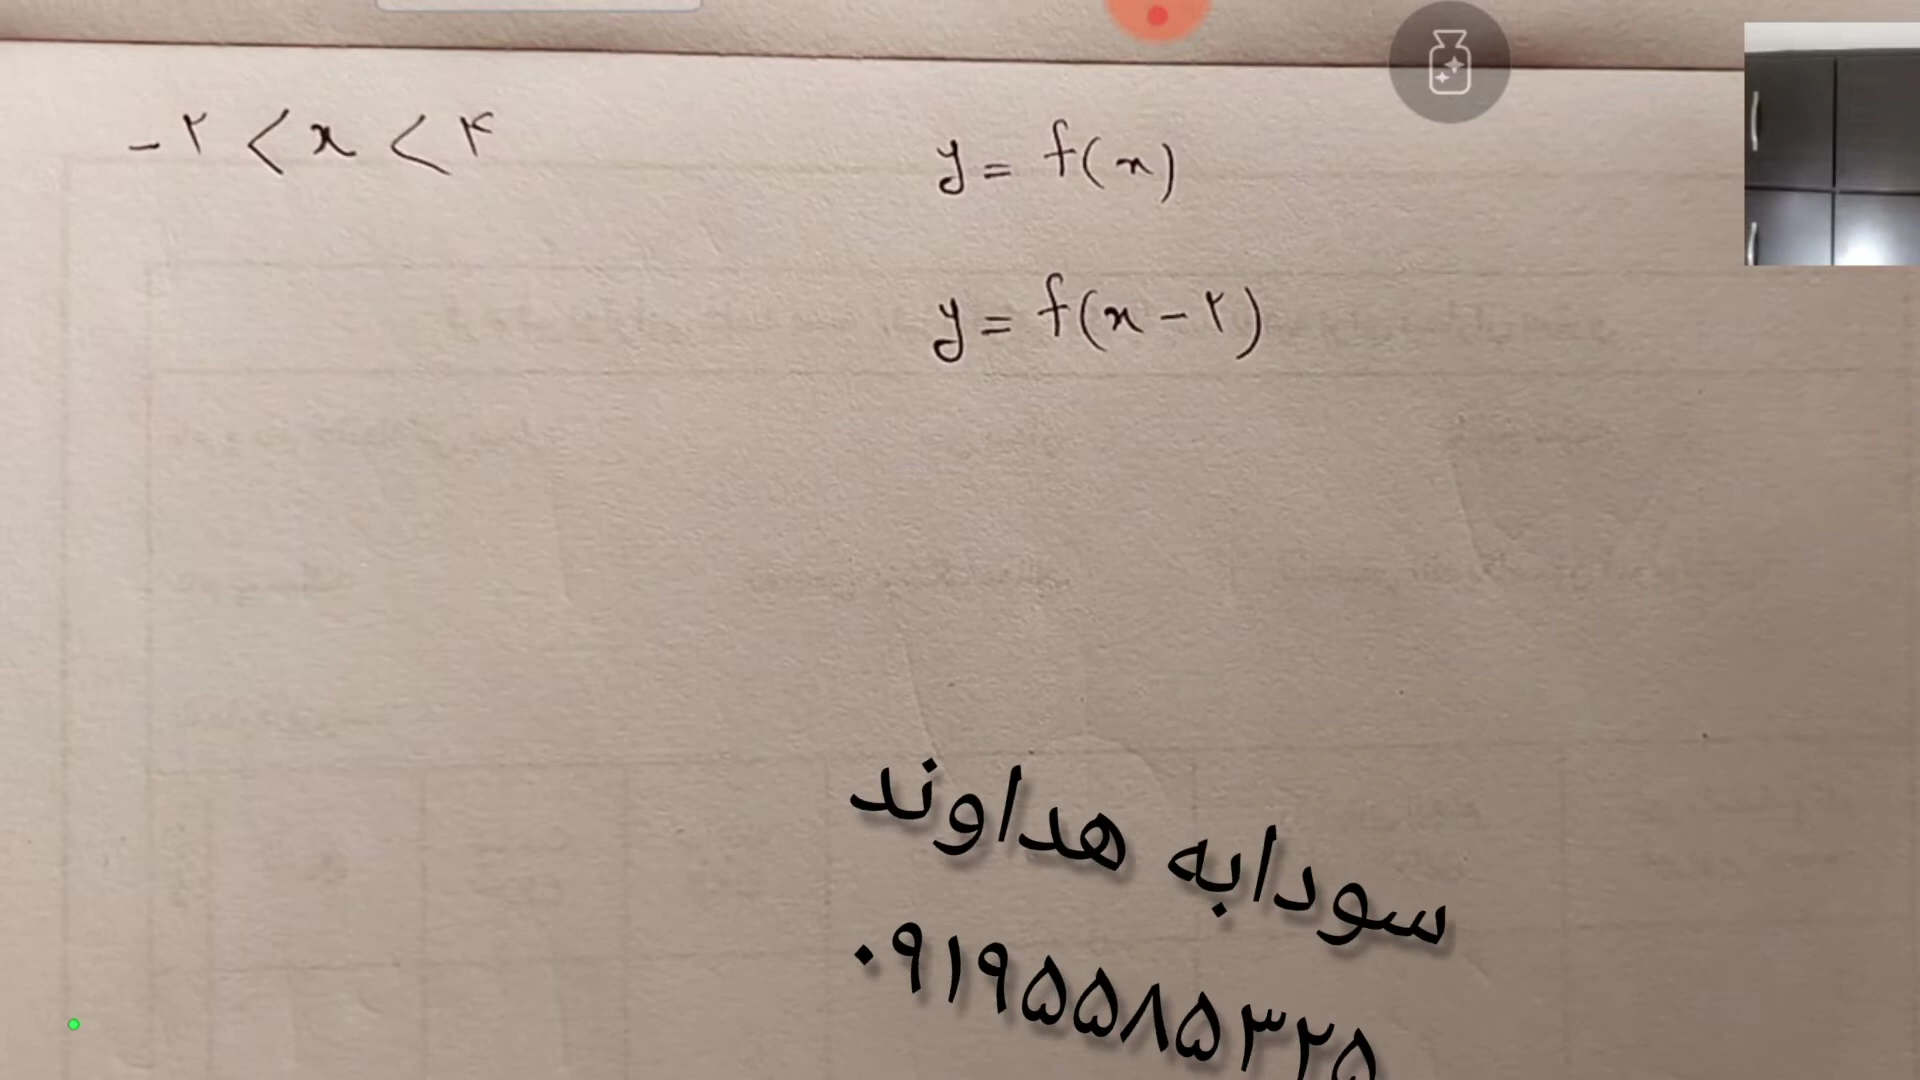 -۲ < x < ۴
y = f(x)
y = f(x-۲)
سودابه هداوند
۰۹۱۹۵۵۸۵۳۲۵